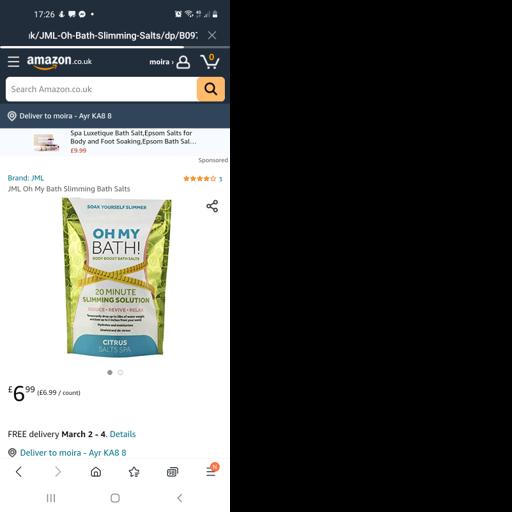 17:26
k/JML-Oh-Bath-Slimming-Salts/dp/B09
amazon.co.uk
moira ›
0
Search Amazon.co.uk
Deliver to moira - Ayr KA8 8
Spa Luxetique Bath Salt,Epsom Salts for
Body and Foot Soaking,Epsom Bath Sal...
£9.99
Sponsored
Brand: JML
3
JML Oh My Bath Slimming Bath Salts
SOAK YOURSELF SLIMMER
OH MY
BATH!
BODY BOOST BATH SALTS
20 MINUTE
SLIMMING SOLUTION
REDUCE • REVIVE • RELAX
CITRUS
SALTS SPA
£6.99 (£6.99 / count)
FREE delivery March 2 - 4. Details
Deliver to moira - Ayr KA8 8
N